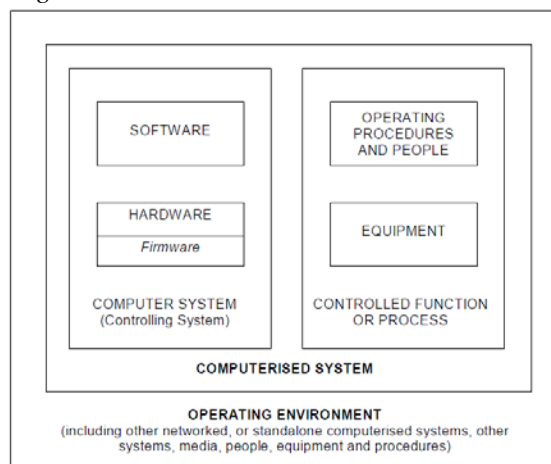 SOFTWARE
HARDWARE
Firmware
COMPUTER SYSTEM
(Controlling System)
OPERATING
PROCEDURES
AND PEOPLE
EQUIPMENT
CONTROLLED FUNCTION
OR PROCESS
COMPUTERISED SYSTEM
OPERATING ENVIRONMENT
(including other networked, or standalone computerised systems, other
systems, media, people, equipment and procedures)